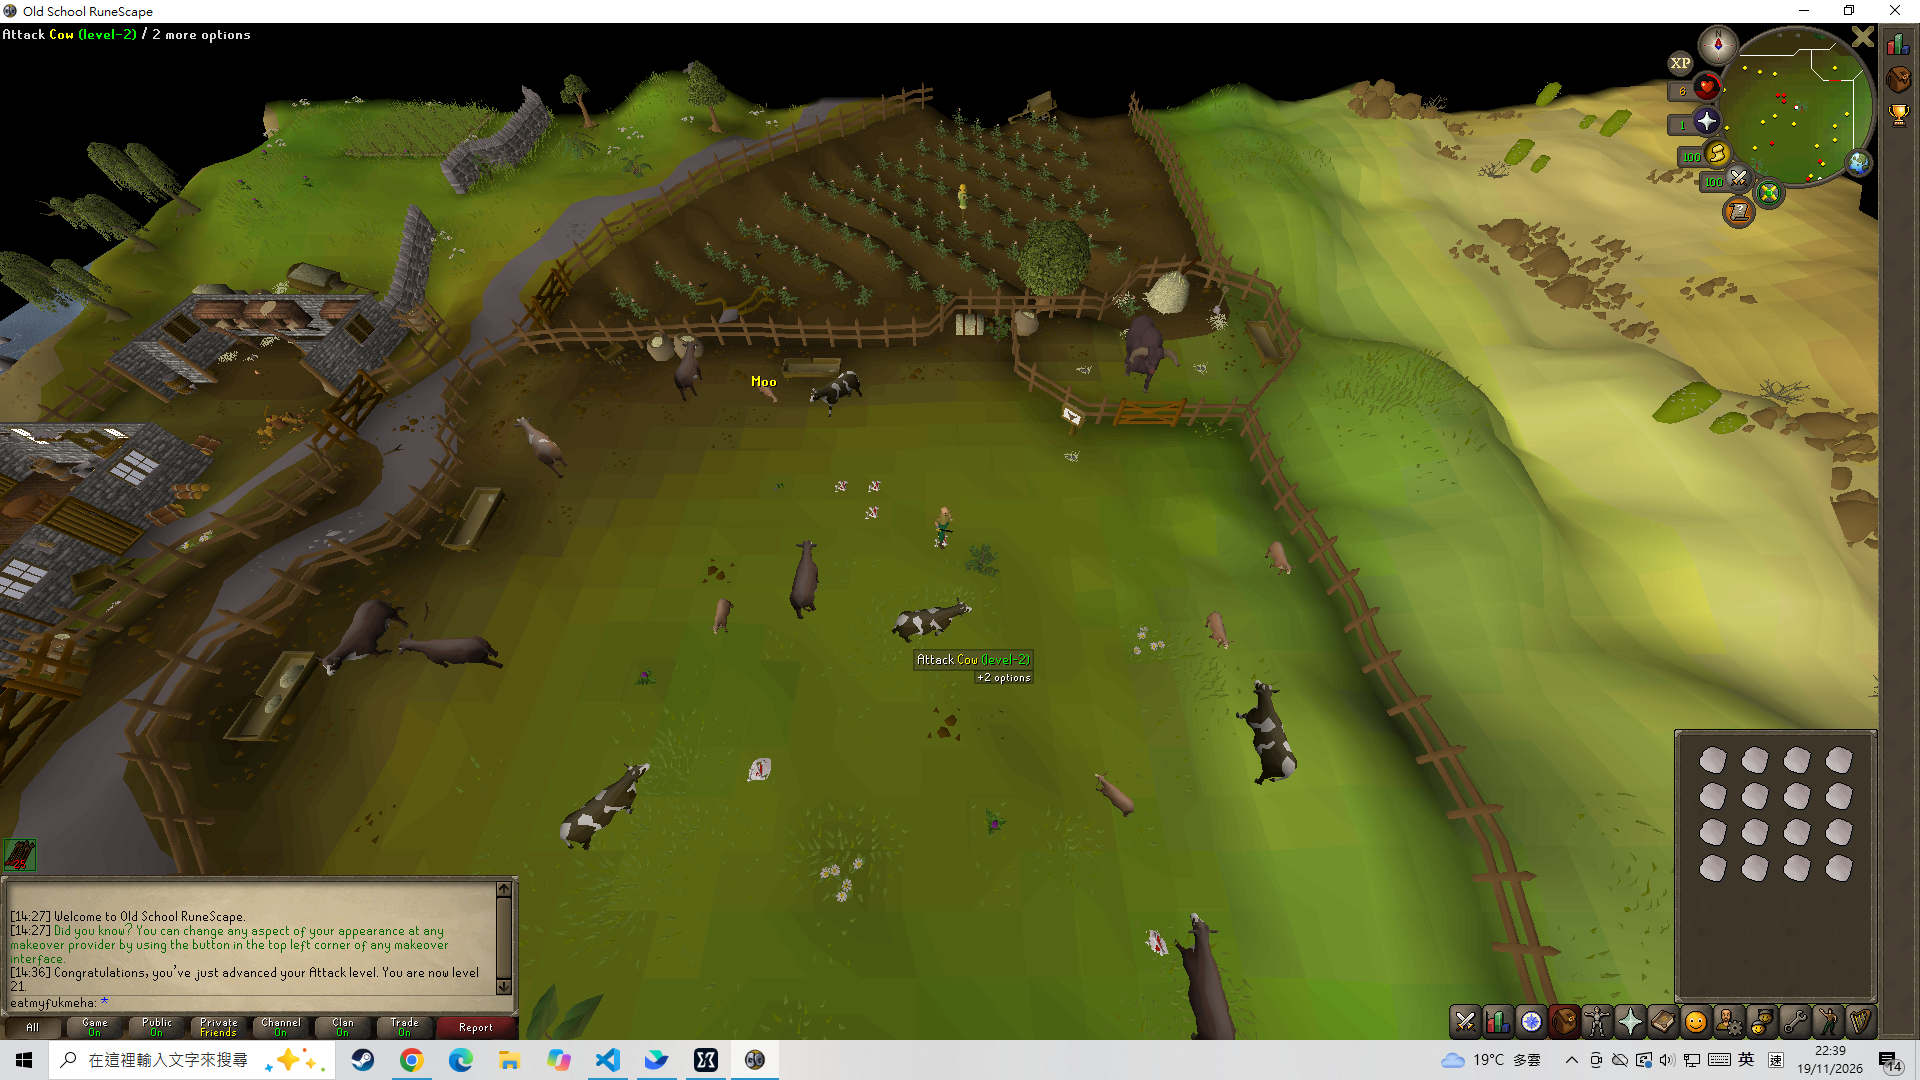 Old School RuneScape
Attack Cow (level-2) / 2 more options
N
XP
6
1
100
100
Moo
Attack Cow (level-2)
+2 options
25
[14:27] Welcome to Old School RuneScape.
[14:27] Did you know? You can change any aspect of your appearance at any
makeover provider by using the button in the top left corner of any makeover
interface.
[14:36] Congratulations, you've just advanced your Attack level. You are now level
21.
eatmyfukmeha: *
All
Game
On
Public
On
Private
Friends
Channel
On
Clan
On
Trade
On
Report
在這裡輸入文字來搜尋
19°C 多雲
英
速
22:39
19/11/2026
14